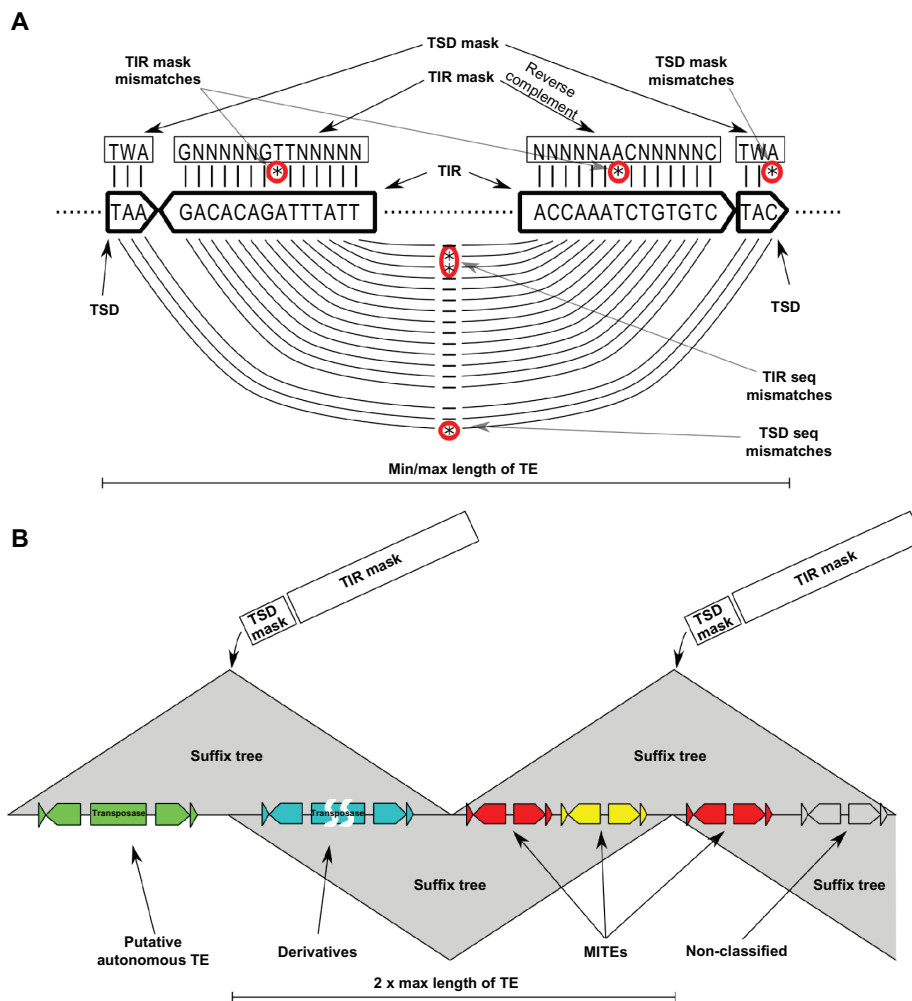 A
TIR mask
mismatches
TSD mask
TIR mask
Reverse
complement
TSD mask
mismatches
TWA
GNNNNNGTTNNNNN
NNNNNAACNNNNNC
TWA
*
*
*
TIR
TAA
GACACAGATTTATT
ACCAAATCTGTGTC
TAC
*
*
TSD
TSD
TIR seq
mismatches
*
TSD seq
mismatches
Min/max length of TE
B
TSD
mask
TIR mask
TSD
mask
TIR mask
Suffix tree
Suffix tree
Transposase
Transposase
Suffix tree
Suffix tree
Putative
autonomous TE
Derivatives
MITEs
Non-classified
2 x max length of TE